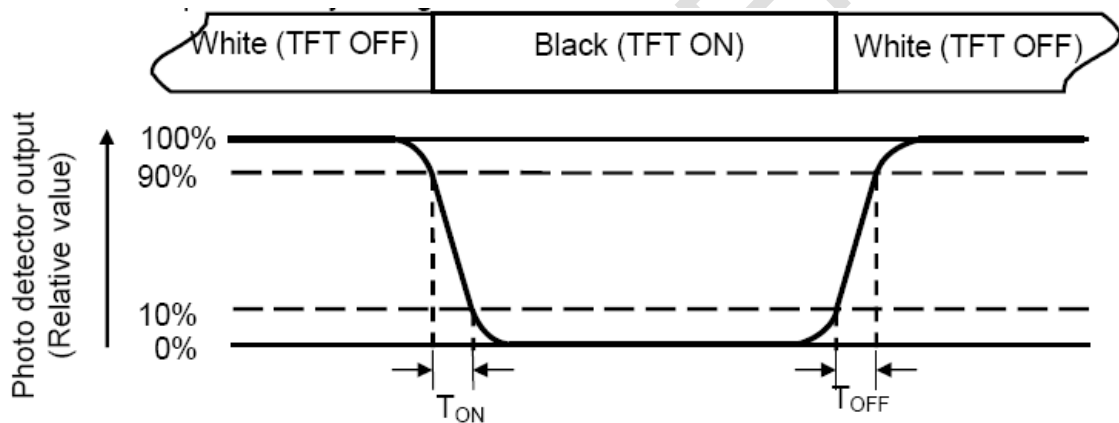 White (TFT OFF) Black (TFT ON) White (TFT OFF)
Photo detector output
(Relative value)
100%
90%
10%
0%
TON TOFF